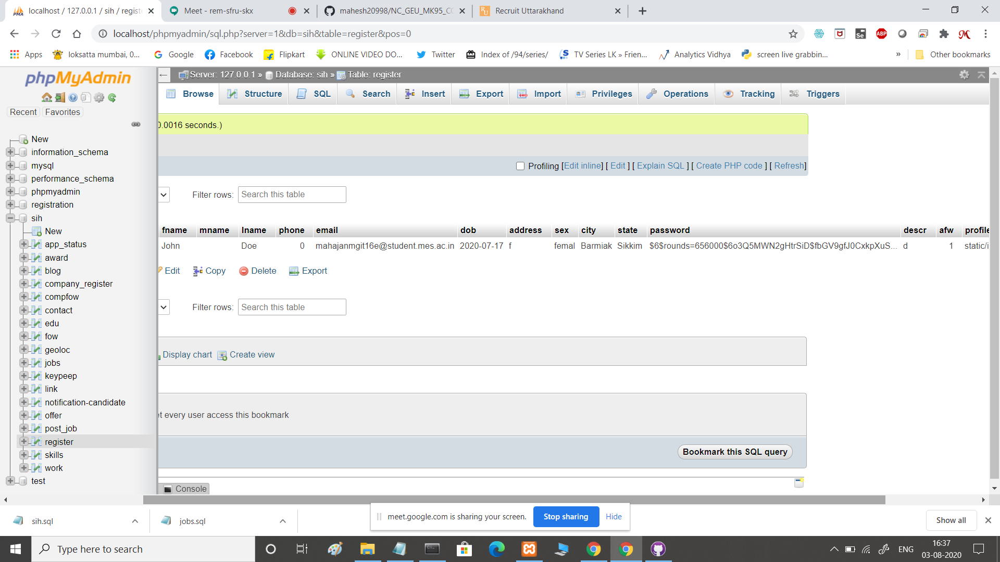 localhost / 127.0.0.1 / sih / regist
Meet - rem-sfru-skx
mahesh20998/NC_GEU_MK95_CO
Recruit Uttarakhand
localhost/phpmyadmin/sql.php?server=1&db=sih&table=register&pos=0
Apps
loksatta mumbai, 0...
Google
Facebook
Flipkart
ONLINE VIDEO DO...
Twitter
Index of /94/series/
TV Series LK » Frien...
Analytics Vidhya
screen live grabbin...
»
Other bookmarks
phpMyAdmin
Recent
Favorites
New
information_schema
mysql
performance_schema
phpmyadmin
registration
sih
New
app_status
award
blog
company_register
compfow
contact
edu
fow
geoloc
jobs
keypeep
link
notification-candidate
offer
post_job
register
skills
work
test
Server: 127.0.0.1 » Database: sih » Table: register
Browse
Structure
SQL
Search
Insert
Export
Import
Privileges
Operations
Tracking
Triggers
0.0016 seconds.)
Profiling [Edit inline] [ Edit ] [ Explain SQL ] [ Create PHP code ] [ Refresh]
Filter rows: Search this table
fname mname lname phone email dob address sex city state password descr afw profile
John Doe 0 mahajanmgit16e@student.mes.ac.in 2020-07-17 f femal Barmiak Sikkim $6$rounds=656000$6o3Q5MWN2gHtrSiD$fbGV9gfJ0CxkpXuS... d 1 static/i
Edit Copy Delete Export
Filter rows: Search this table
Display chart Create view
et every user access this bookmark
Bookmark this SQL query
Console
sih.sql
jobs.sql
meet.google.com is sharing your screen.
Stop sharing
Hide
Show all
Type here to search
ENG
16:37
03-08-2020